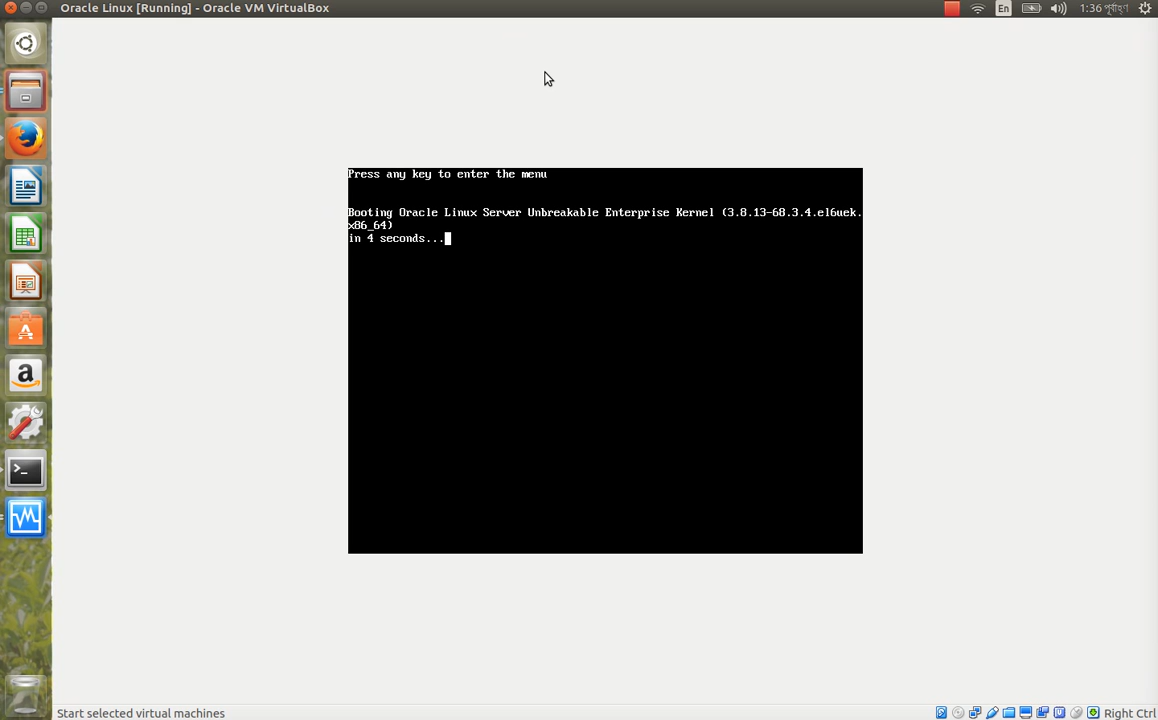 Oracle Linux [Running] - Oracle VM VirtualBox
En
1:36 পূর্বাহ্ণ
Press any key to enter the menu
Booting Oracle Linux Server Unbreakable Enterprise Kernel (3.8.13-68.3.4.el6uek.
x86_64)
in 4 seconds...
Start selected virtual machines
Right Ctrl